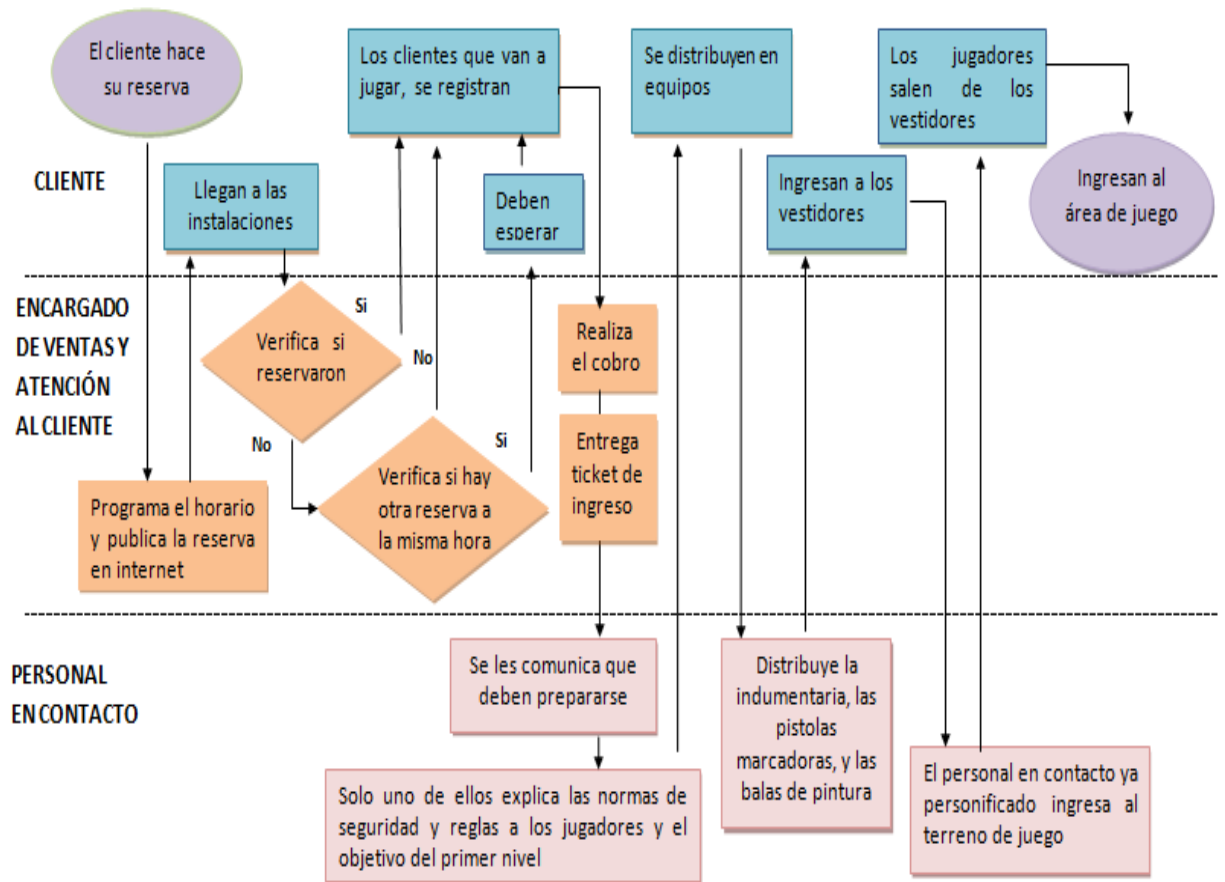 El cliente hace
su reserva
Los clientes que van a
jugar, se registran
Se distribuyen en
equipos
Los jugadores
salen de los
vestidores
CLIENTE
Llegan a las
instalaciones
Deben
esperar
Ingresan a los
vestidores
Ingresan al
área de juego
ENCARGADO
DE VENTAS Y
ATENCIÓN
AL CLIENTE
Verifica si
reservaron
Si
No
No
Si
Verifica si hay
otra reserva a
la misma hora
Realiza
el cobro
Entrega
ticket de
ingreso
Programa el horario
y publica la reserva
en internet
PERSONAL
EN CONTACTO
Se les comunica que
deben prepararse
Solo uno de ellos explica las normas de
seguridad y reglas a los jugadores y el
objetivo del primer nivel
Distribuye la
indumentaria, las
pistolas
marcadoras, y las
balas de pintura
El personal en contacto ya
personificado ingresa al
terreno de juego